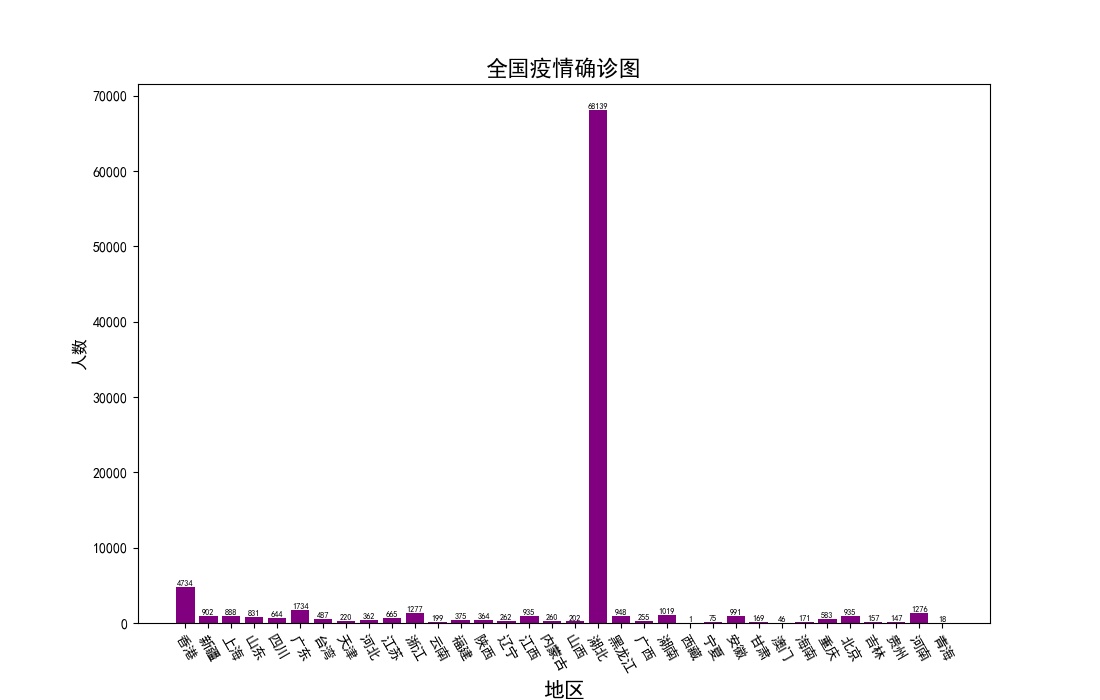 全国疫情确诊图
人数
70000
60000
50000
40000
30000
20000
10000
0
4734
902
888
831
644
1734
487
220
362
665
1277
199
375
364
262
935
260
202
68139
948
255
1019
1
75
991
169
46
171
583
935
157
147
1276
18
香港
新疆
上海
山东
四川
广东
台湾
天津
河北
江苏
浙江
云南
福建
陕西
辽宁
江西
内蒙古
山西
湖北
黑龙江
广西
湖南
西藏
宁夏
安徽
甘肃
澳门
海南
重庆
北京
吉林
贵州
河南
青海
地区